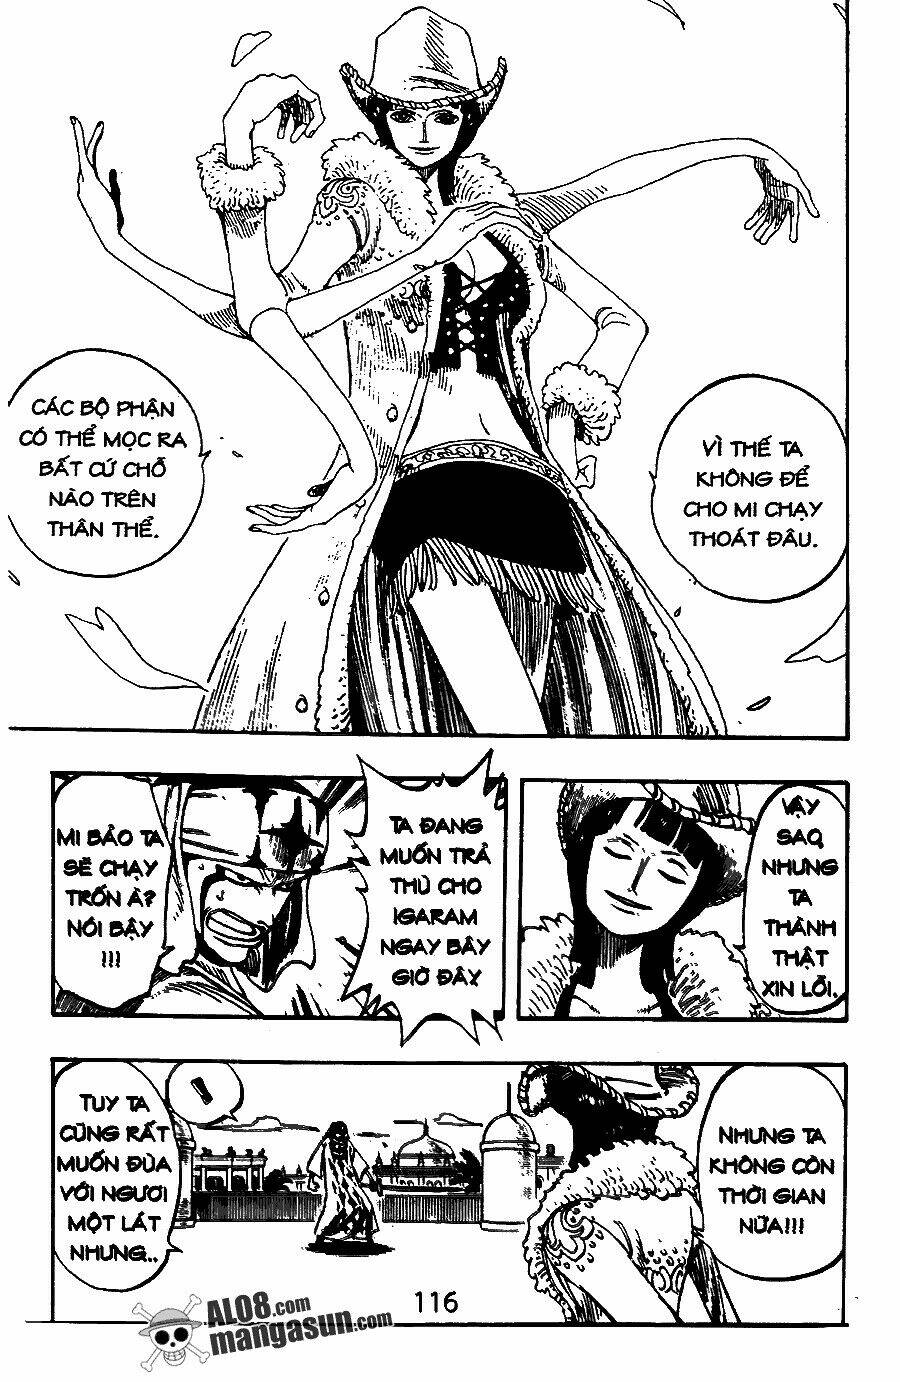 VÌ THẾ TA
KHÔNG ĐỂ
CHO MI CHẠY
THOÁT ĐÂU.
CÁC BỘ PHẬN
CÓ THỂ MỌC RA
BẤT CỨ CHỖ
NÀO TRÊN
THÂN THỂ.
VẬY
SAO,
NHƯNG
TA
THÀNH
THẬT
XIN LỖI.
TA ĐANG
MUỐN TRẢ
THÙ CHO
IGARAM
NGAY BÂY
GIỜ ĐÂY.
MI BẢO TA
SẼ CHẠY
TRỐN À?
NÓI BẬY
!!!
NHƯNG TA
KHÔNG CÒN
THỜI GIAN
NỮA!!!
!
TUY TA
CŨNG RẤT
MUỐN ĐÙA
VỚI NGƯƠI
MỘT LÁT
NHƯNG..
116
ALO8.com
mangasun.com